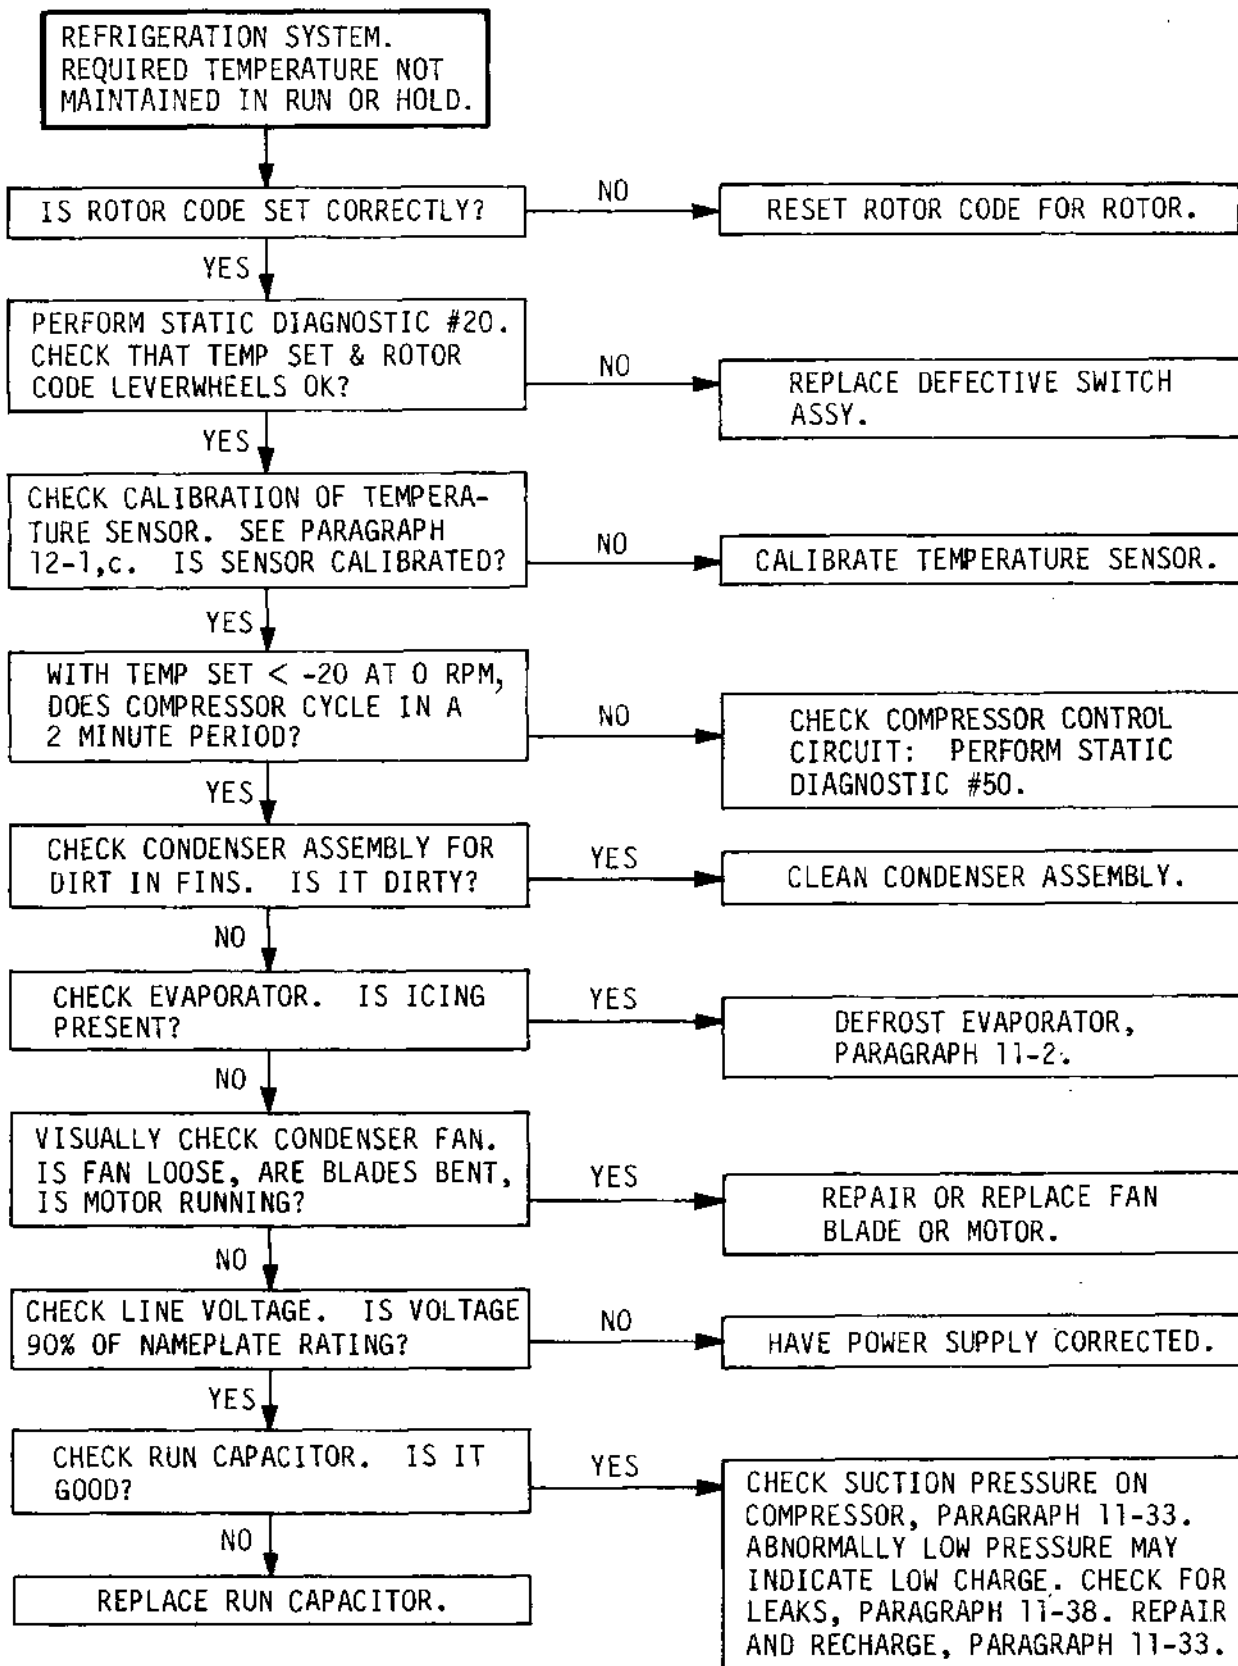 REFRIGERATION SYSTEM.
REQUIRED TEMPERATURE NOT
MAINTAINED IN RUN OR HOLD.
IS ROTOR CODE SET CORRECTLY?
NO
RESET ROTOR CODE FOR ROTOR.
YES
PERFORM STATIC DIAGNOSTIC #20.
CHECK THAT TEMP SET & ROTOR
CODE LEVERWHEELS OK?
NO
REPLACE DEFECTIVE SWITCH
ASSY.
YES
CHECK CALIBRATION OF TEMPERA-
TURE SENSOR. SEE PARAGRAPH
12-1,c. IS SENSOR CALIBRATED?
NO
CALIBRATE TEMPERATURE SENSOR.
YES
WITH TEMP SET < -20 AT 0 RPM,
DOES COMPRESSOR CYCLE IN A
2 MINUTE PERIOD?
NO
CHECK COMPRESSOR CONTROL
CIRCUIT: PERFORM STATIC
DIAGNOSTIC #50.
YES
CHECK CONDENSER ASSEMBLY FOR
DIRT IN FINS. IS IT DIRTY?
YES
CLEAN CONDENSER ASSEMBLY.
NO
CHECK EVAPORATOR. IS ICING
PRESENT?
YES
DEFROST EVAPORATOR,
PARAGRAPH 11-2.
NO
VISUALLY CHECK CONDENSER FAN.
IS FAN LOOSE, ARE BLADES BENT,
IS MOTOR RUNNING?
YES
REPAIR OR REPLACE FAN
BLADE OR MOTOR.
NO
CHECK LINE VOLTAGE. IS VOLTAGE
90% OF NAMEPLATE RATING?
NO
HAVE POWER SUPPLY CORRECTED.
YES
CHECK RUN CAPACITOR. IS IT
GOOD?
YES
CHECK SUCTION PRESSURE ON
COMPRESSOR, PARAGRAPH 11-33.
ABNORMALLY LOW PRESSURE MAY
INDICATE LOW CHARGE. CHECK FOR
LEAKS, PARAGRAPH 11-38. REPAIR
AND RECHARGE, PARAGRAPH 11-33.
NO
REPLACE RUN CAPACITOR.